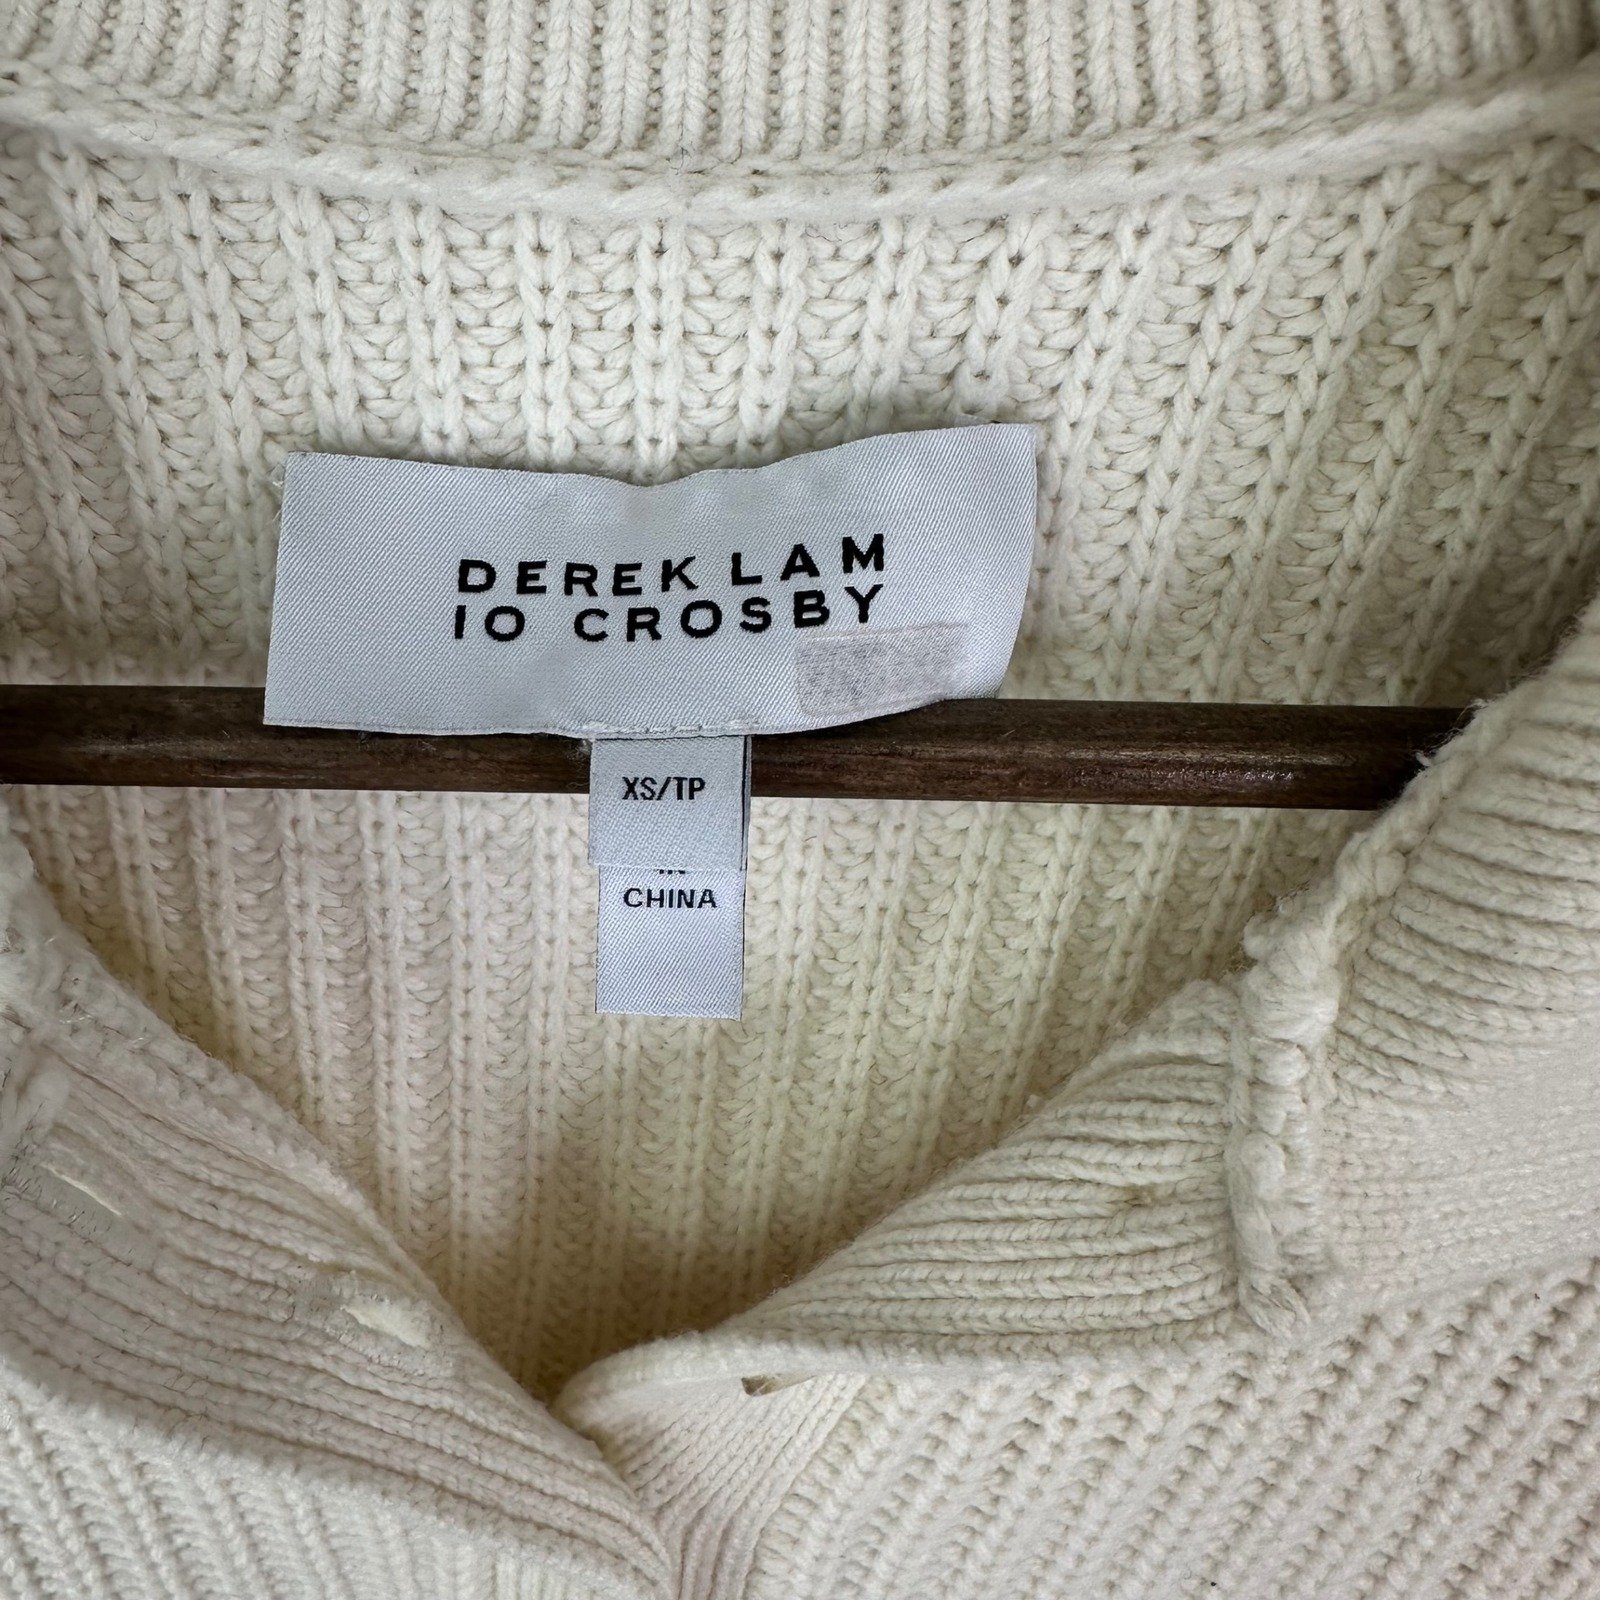 DEREK LAM
10 CROSBY
XS/TP
CHINA